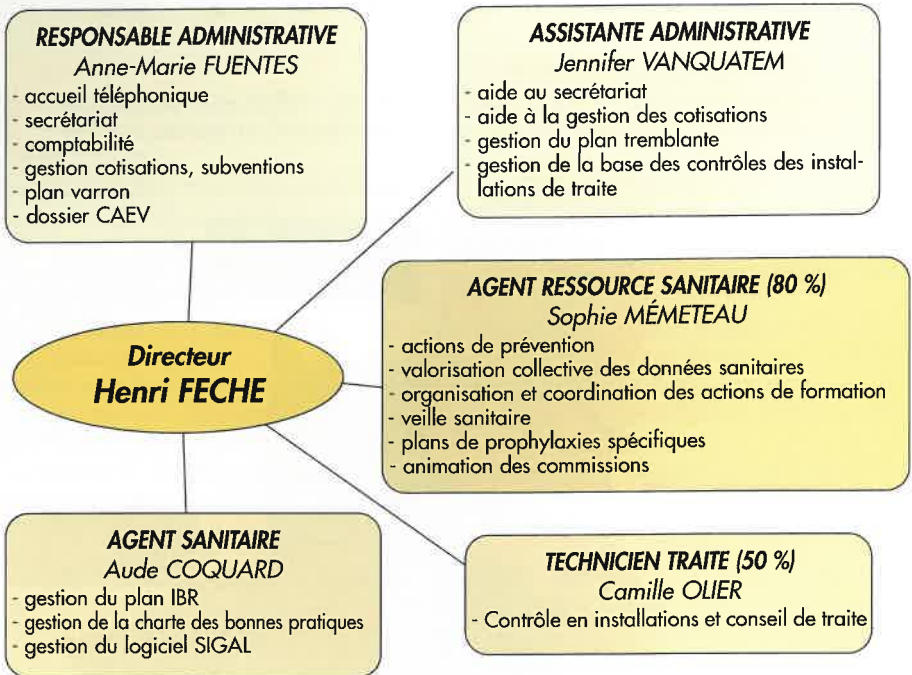 RESPONSABLE ADMINISTRATIVE
Anne-Marie FUENTES
- accueil téléphonique
- secrétariat
- comptabilité
- gestion cotisations, subventions
- plan varron
- dossier CAEV
ASSISTANTE ADMINISTRATIVE
Jennifer VANQUATEM
- aide au secrétariat
- aide à la gestion des cotisations
- gestion du plan tremblante
- gestion de la base des contrôles des instal-
lations de traite
AGENT RESSOURCE SANITAIRE (80 %)
Sophie MÉMETEAU
- actions de prévention
- valorisation collective des données sanitaires
- organisation et coordination des actions de formation
- veille sanitaire
- plans de prophylaxies spécifiques
- animation des commissions
Directeur
Henri FECHE
AGENT SANITAIRE
Aude COQUARD
- gestion du plan IBR
- gestion de la charte des bonnes pratiques
- gestion du logiciel SIGAL
TECHNICIEN TRAITE (50 %)
Camille OLIER
- Contrôle en installations et conseil de traite